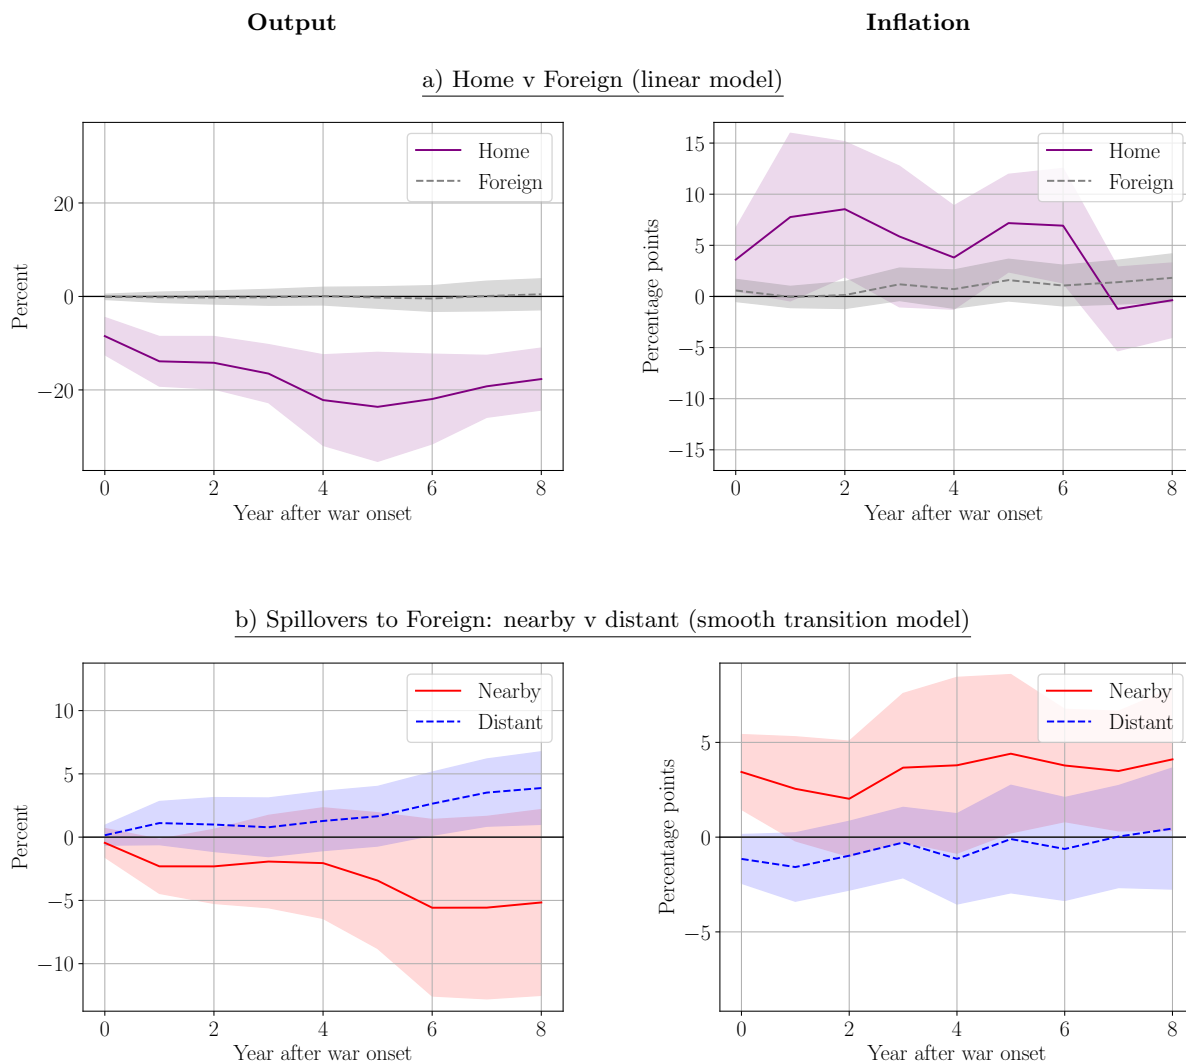 Output
Inflation
a) Home v Foreign (linear model)
Home
Foreign
20
0
−20
Percent
0 2 4 6 8
Year after war onset
Home
Foreign
15
10
5
0
−5
−10
−15
Percentage points
0 2 4 6 8
Year after war onset
b) Spillovers to Foreign: nearby v distant (smooth transition model)
Nearby
Distant
10
5
0
−5
−10
Percent
0 2 4 6 8
Year after war onset
Nearby
Distant
5
0
−5
Percentage points
0 2 4 6 8
Year after war onset